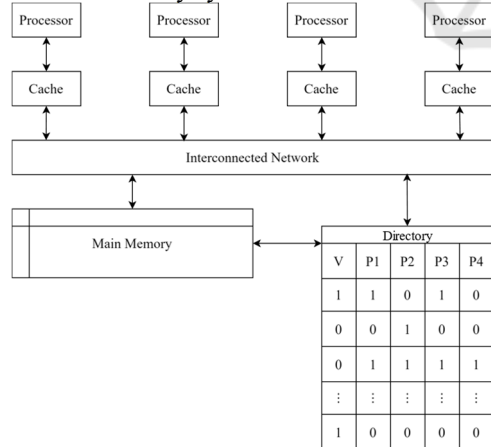 Processor Processor Processor Processor
Cache Cache Cache Cache
Interconnected Network
Main Memory
Directory
V P1 P2 P3 P4
1 1 0 1 0
0 0 1 0 0
0 1 1 1 1
⋮ ⋮ ⋮ ⋮ ⋮
1 0 0 0 0